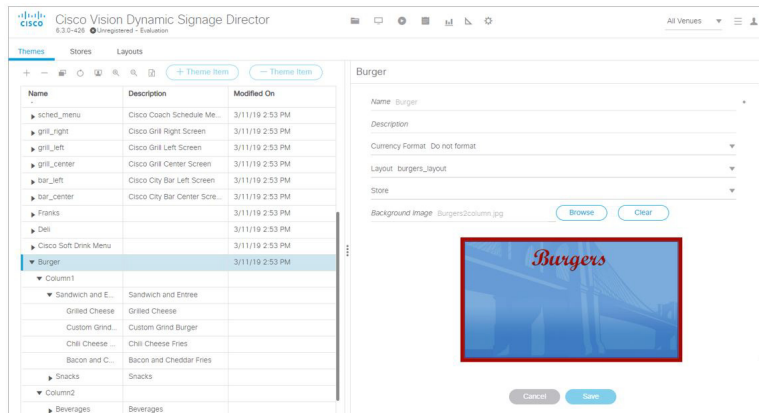 CISCO
Cisco Vision Dynamic Signage Director
6.3.0-426 Unregistered - Evaluation
All Venues
Themes Stores Layouts
+ Theme Item
— Theme Item
Burger
Name Description Modified On
sched_menu Cisco Coach Schedule Me... 3/11/19 2:53 PM
grill_right Cisco Grill Right Screen 3/11/19 2:53 PM
grill_left Cisco Grill Left Screen 3/11/19 2:53 PM
grill_center Cisco Grill Center Screen 3/11/19 2:53 PM
bar_left Cisco City Bar Left Screen 3/11/19 2:53 PM
bar_center Cisco City Bar Center Scre... 3/11/19 2:53 PM
Franks 3/11/19 2:53 PM
Deli 3/11/19 2:53 PM
Cisco Soft Drink Menu 3/11/19 2:53 PM
Burger 3/11/19 2:53 PM
Column1
Sandwich and E... Sandwich and Entree
Grilled Cheese Grilled Cheese
Custom Grind... Custom Grind Burger
Chili Cheese ... Chili Cheese Fries
Bacon and C... Bacon and Cheddar Fries
Snacks Snacks
Column2
Beverages Beverages
Name Burger *
Description
Currency Format Do not format
Layout burgers_layout
Store
Background Image Burgers2column.jpg Browse Clear
Burgers
Cancel Save